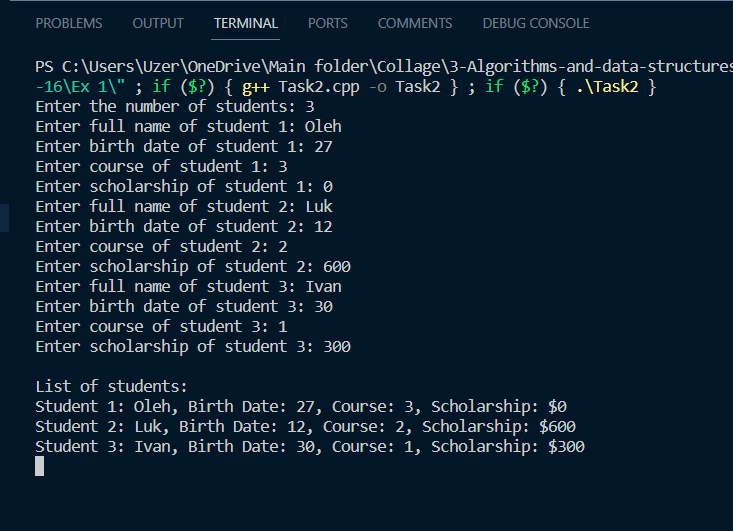 PROBLEMS OUTPUT TERMINAL PORTS COMMENTS DEBUG CONSOLE
PS C:\Users\Uzer\OneDrive\Main folder\Collage\3-Algorithms-and-data-structures
-16\Ex 1\" ; if ($?) { g++ Task2.cpp -o Task2 } ; if ($?) { .\Task2 }
Enter the number of students: 3
Enter full name of student 1: Oleh
Enter birth date of student 1: 27
Enter course of student 1: 3
Enter scholarship of student 1: 0
Enter full name of student 2: Luk
Enter birth date of student 2: 12
Enter course of student 2: 2
Enter scholarship of student 2: 600
Enter full name of student 3: Ivan
Enter birth date of student 3: 30
Enter course of student 3: 1
Enter scholarship of student 3: 300
List of students:
Student 1: Oleh, Birth Date: 27, Course: 3, Scholarship: $0
Student 2: Luk, Birth Date: 12, Course: 2, Scholarship: $600
Student 3: Ivan, Birth Date: 30, Course: 1, Scholarship: $300